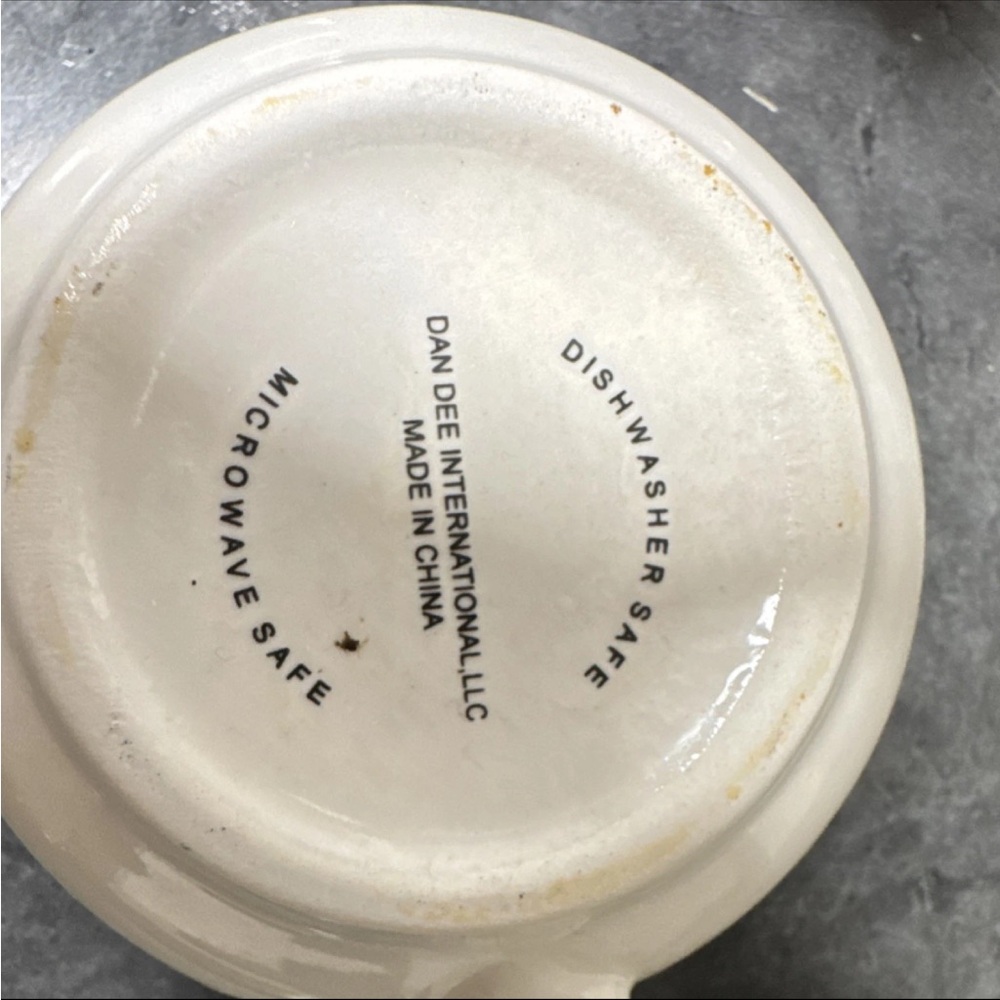 DISHWASHER SAFE
DAN DEE INTERNATIONAL,LLC
MADE IN CHINA
MICROWAVE SAFE